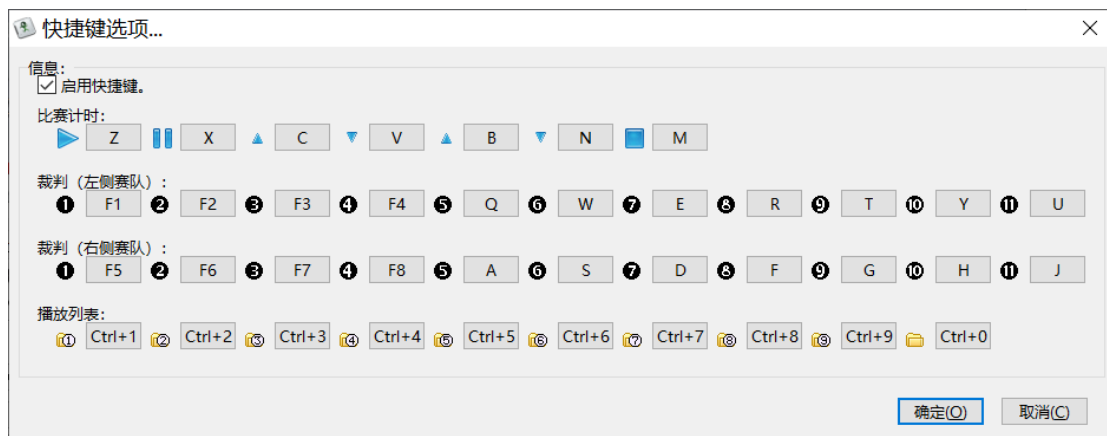 快捷键选项...
信息:
启用快捷键。
比赛计时:
Z X C V B N M
裁判（左侧赛队）:
❶ F1 ❷ F2 ❸ F3 ❹ F4 ❺ Q ❻ W ❼ E ❽ R ❾ T ❿ Y ⓫ U
裁判（右侧赛队）:
❶ F5 ❷ F6 ❸ F7 ❹ F8 ❺ A ❻ S ❼ D ❽ F ❾ G ❿ H ⓫ J
播放列表:
① Ctrl+1 ② Ctrl+2 ③ Ctrl+3 ④ Ctrl+4 ⑤ Ctrl+5 ⑥ Ctrl+6 ⑦ Ctrl+7 ⑧ Ctrl+8 ⑨ Ctrl+9 Ctrl+0
确定(O) 取消(C)